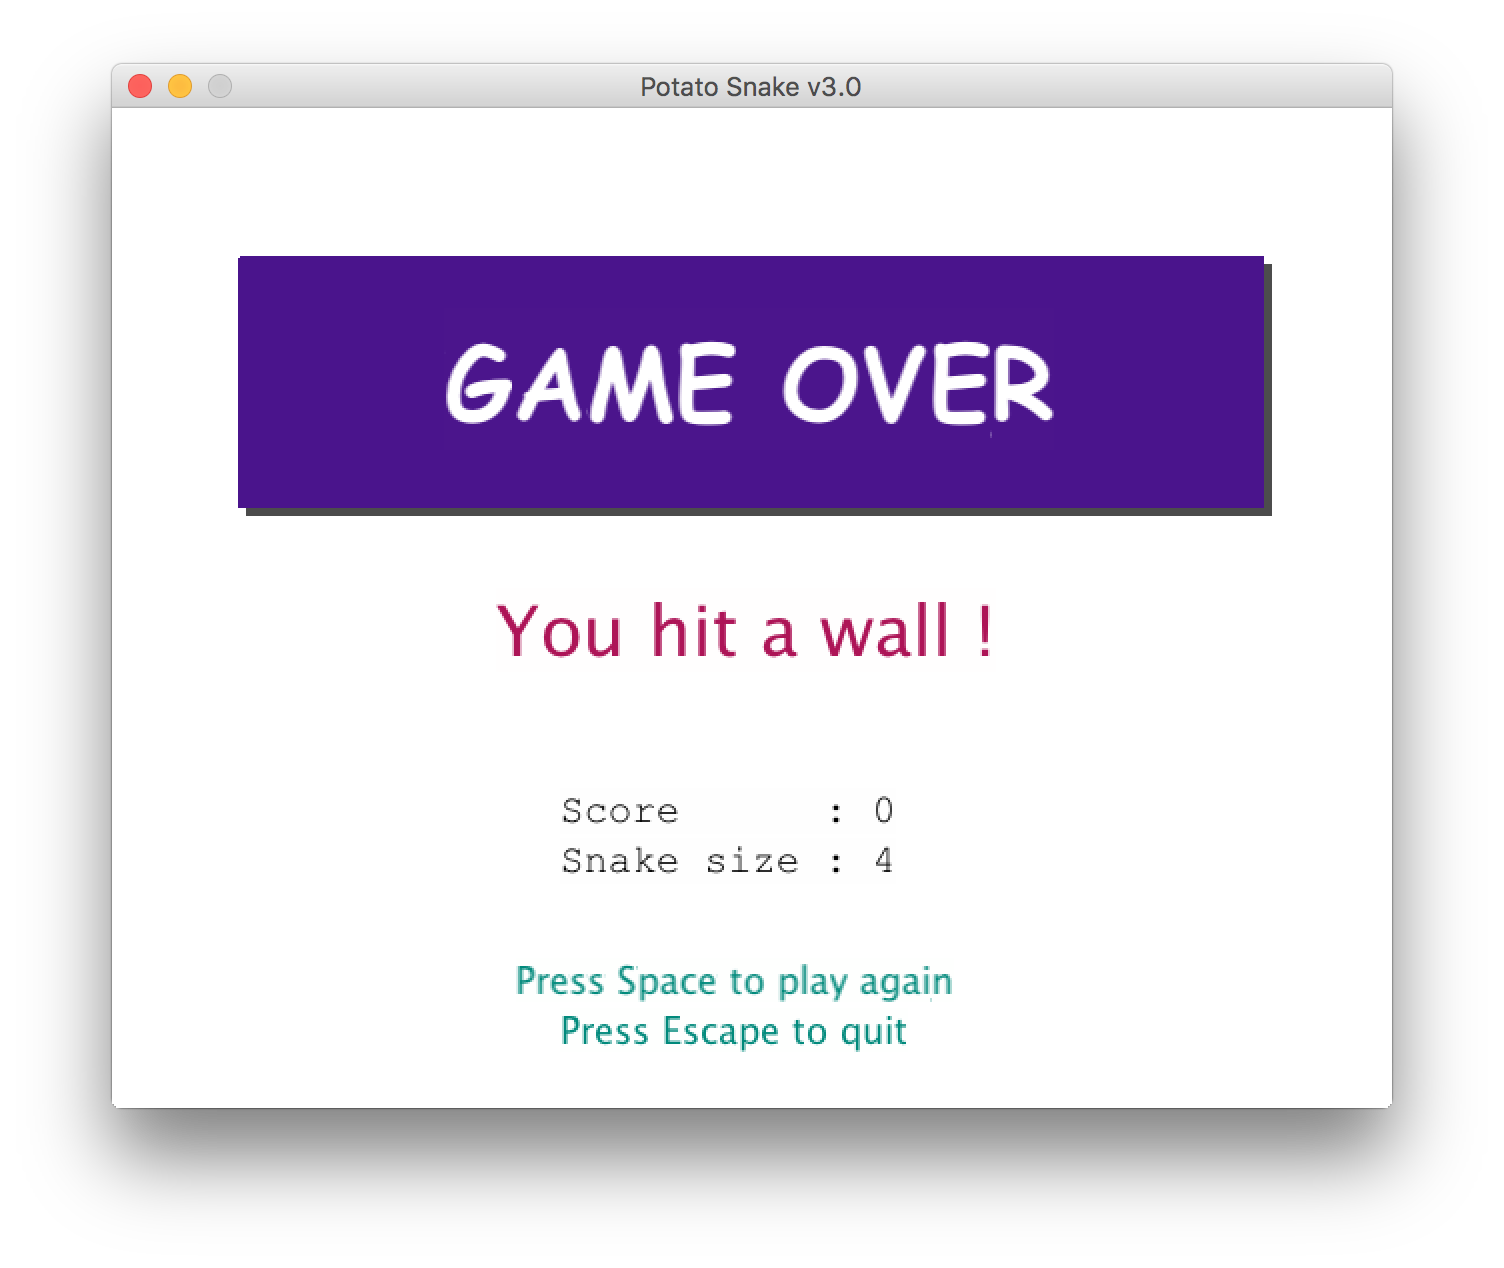 Potato Snake v3.0
GAME OVER
You hit a wall !
Score : 0
Snake size : 4
Press Space to play again
Press Escape to quit